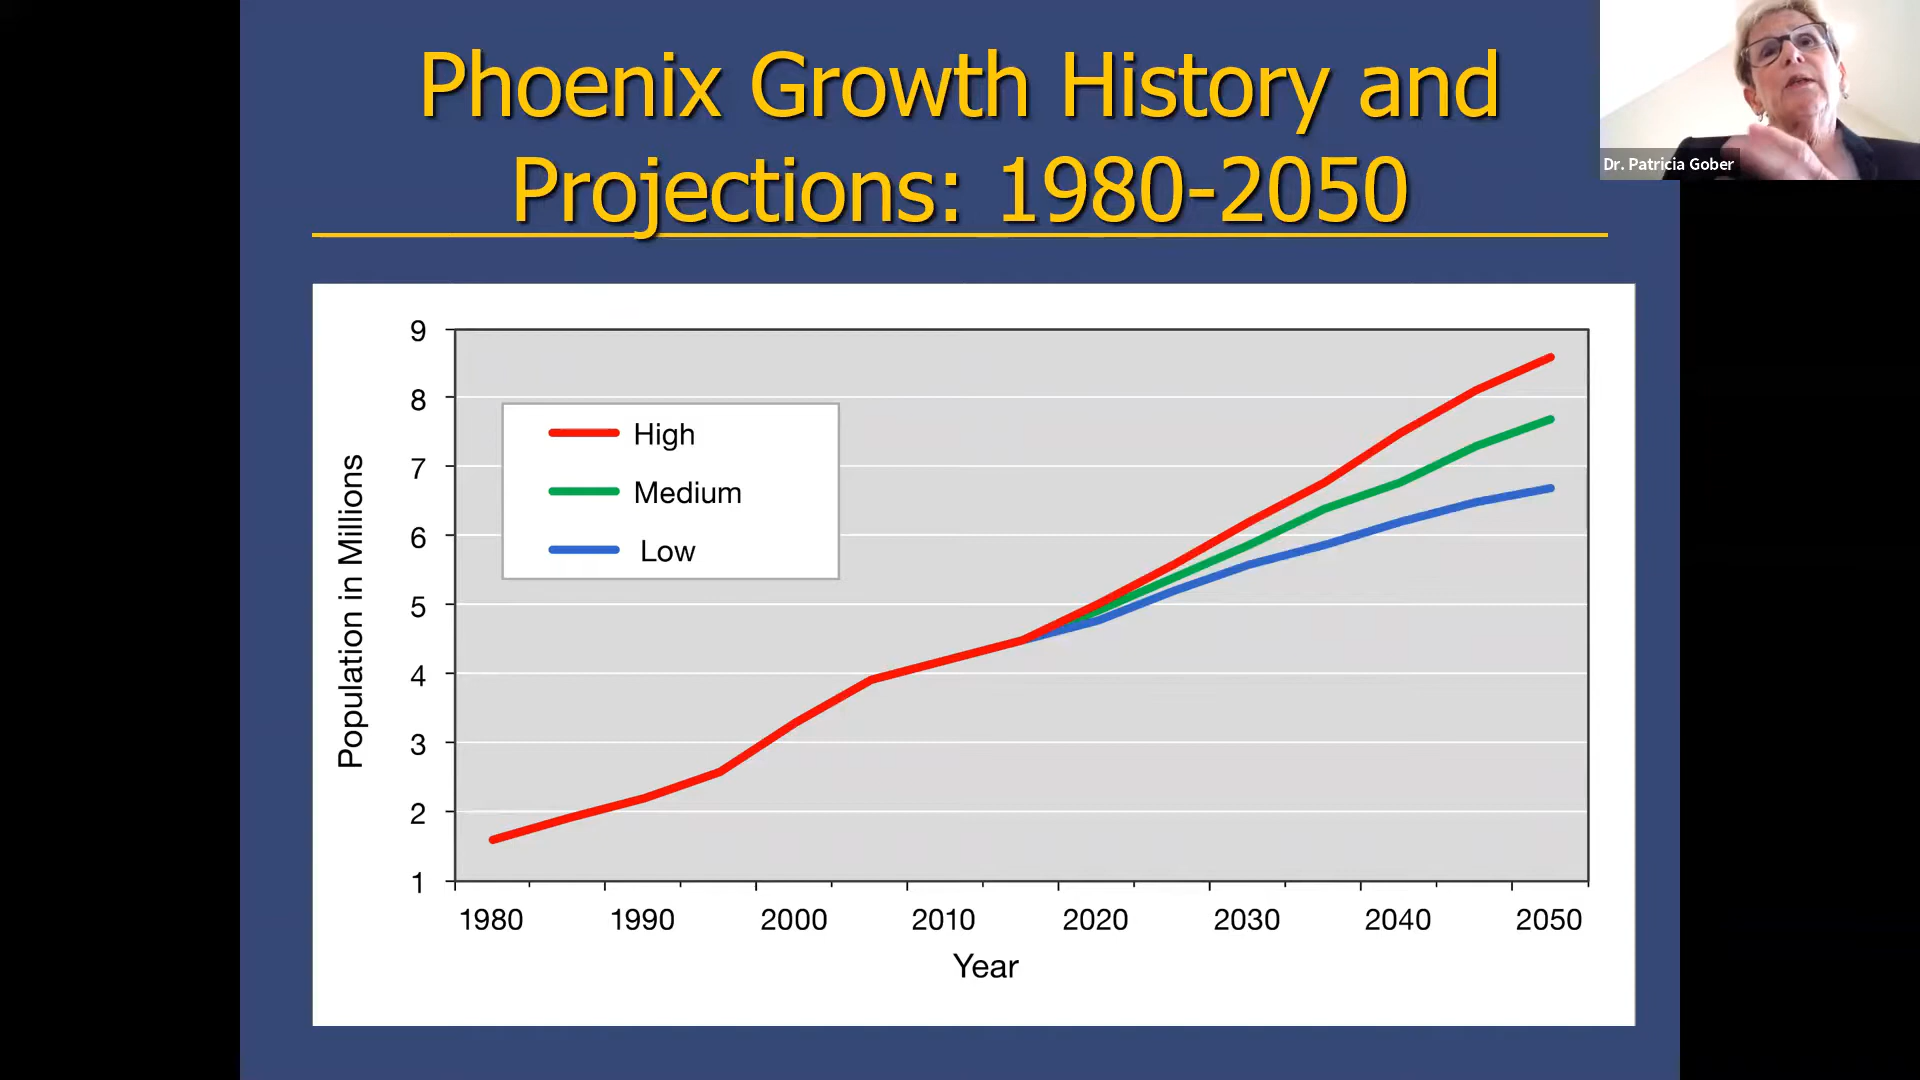 Phoenix Growth History and
Projections: 1980-2050
Dr. Patricia Gober
Population in Millions
9
8
7
6
5
4
3
2
1
High
Medium
Low
1980 1990 2000 2010 2020 2030 2040 2050
Year